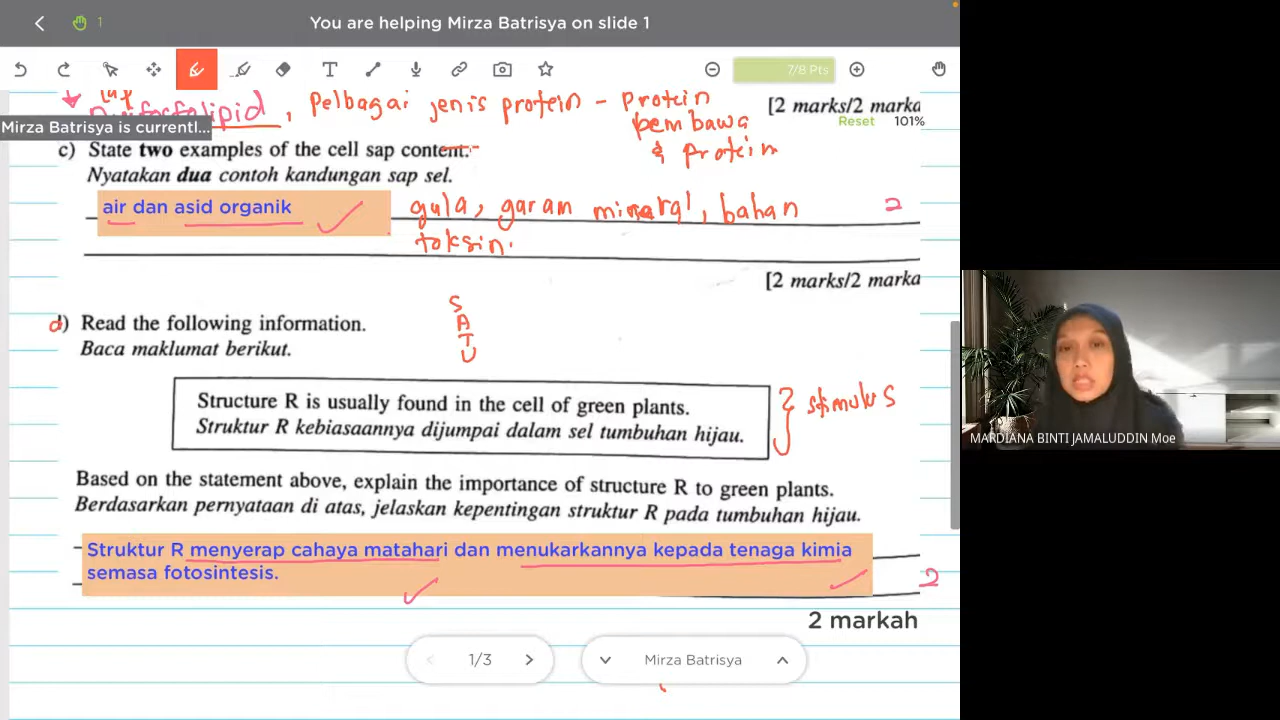 You are helping Mirza Batrisya on slide 1
1
7/8 Pts
fosfolipid, pelbagai jenis protein - protein
pembawa
& protein
[2 marks/2 marka
Reset 101%
Mirza Batrisya is currentl...
c) State two examples of the cell sap content.
Nyatakan dua contoh kandungan sap sel.
air dan asid organik
gula, garam mineral, bahan
toksin.
2
[2 marks/2 marka
d) Read the following information.
Baca maklumat berikut.
S
A
T
U
Structure R is usually found in the cell of green plants.
Struktur R kebiasaannya dijumpai dalam sel tumbuhan hijau.
stimulus
Based on the statement above, explain the importance of structure R to green plants.
Berdasarkan pernyataan di atas, jelaskan kepentingan struktur R pada tumbuhan hijau.
Struktur R menyerap cahaya matahari dan menukarkannya kepada tenaga kimia
semasa fotosintesis.
2
2 markah
1/3
Mirza Batrisya
MARDIANA BINTI JAMALUDDIN Moe